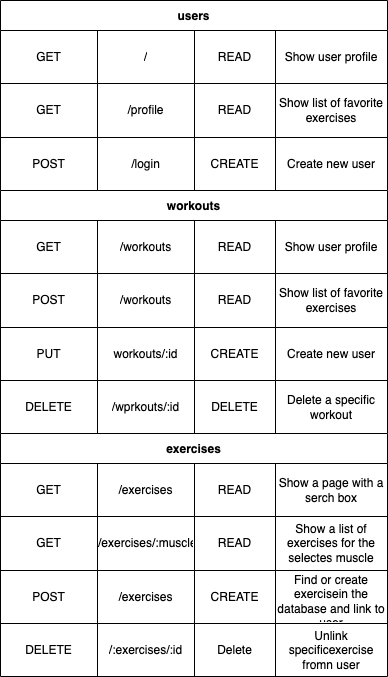 users
GET / READ Show user profile
GET /profile READ Show list of favorite
exercises
POST /login CREATE Create new user
workouts
GET /workouts READ Show user profile
POST /workouts READ Show list of favorite
exercises
PUT workouts/:id CREATE Create new user
DELETE /wprkouts/:id DELETE Delete a specific
workout
exercises
GET /exercises READ Show a page with a
serch box
GET /exercises/:muscle READ Show a list of
exercises for the
selectes muscle
POST /exercises CREATE Find or create
exercisein the
database and link to
user
DELETE /:exercises/:id Delete Unlink
specificexercise
fromn user